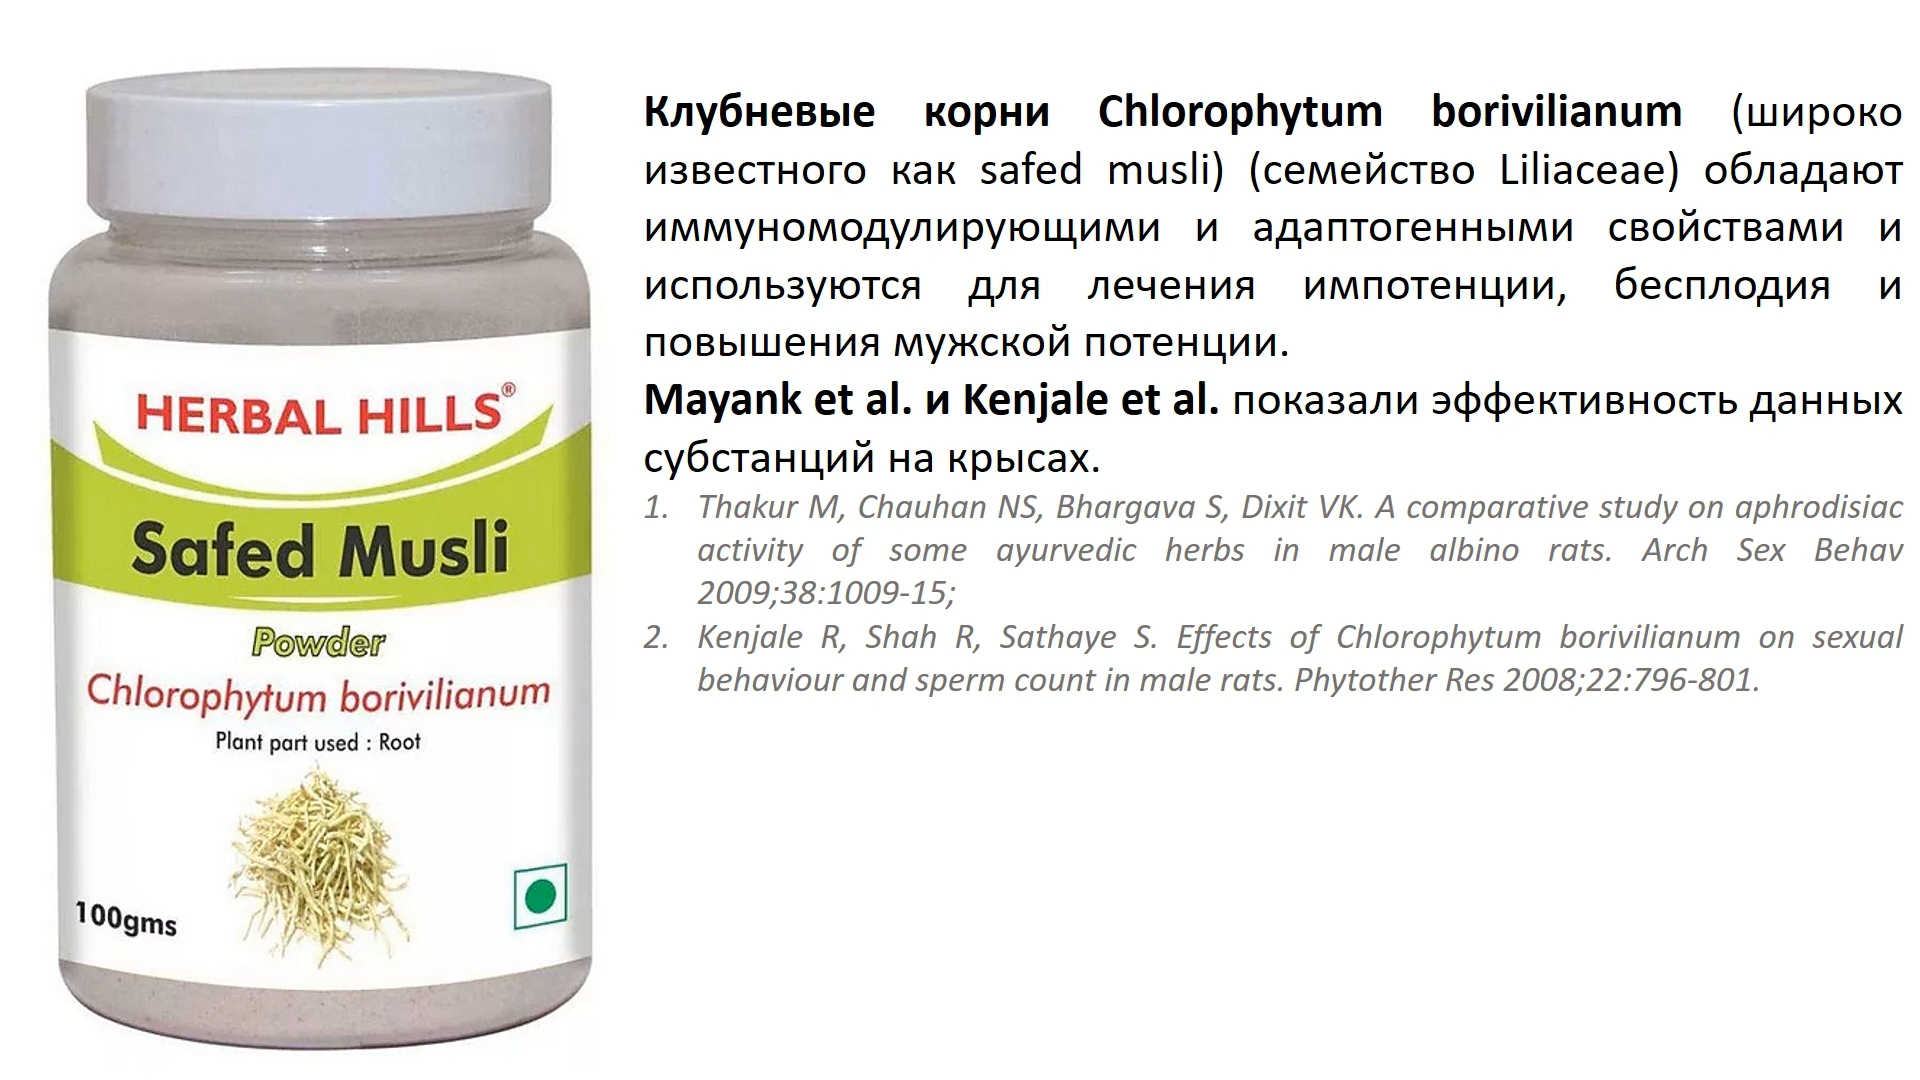 HERBAL HILLS®
Safed Musli
Powder
Chlorophytum borivilianum
Plant part used : Root
100gms
Клубневые корни Chlorophytum borivilianum (широко
известного как safed musli) (семейство Liliaceae) обладают
иммуномодулирующими и адаптогенными свойствами и
используются для лечения импотенции, бесплодия и
повышения мужской потенции.
Mayank et al. и Kenjale et al. показали эффективность данных
субстанций на крысах.
1. Thakur M, Chauhan NS, Bhargava S, Dixit VK. A comparative study on aphrodisiac
activity of some ayurvedic herbs in male albino rats. Arch Sex Behav
2009;38:1009-15;
2. Kenjale R, Shah R, Sathaye S. Effects of Chlorophytum borivilianum on sexual
behaviour and sperm count in male rats. Phytother Res 2008;22:796-801.